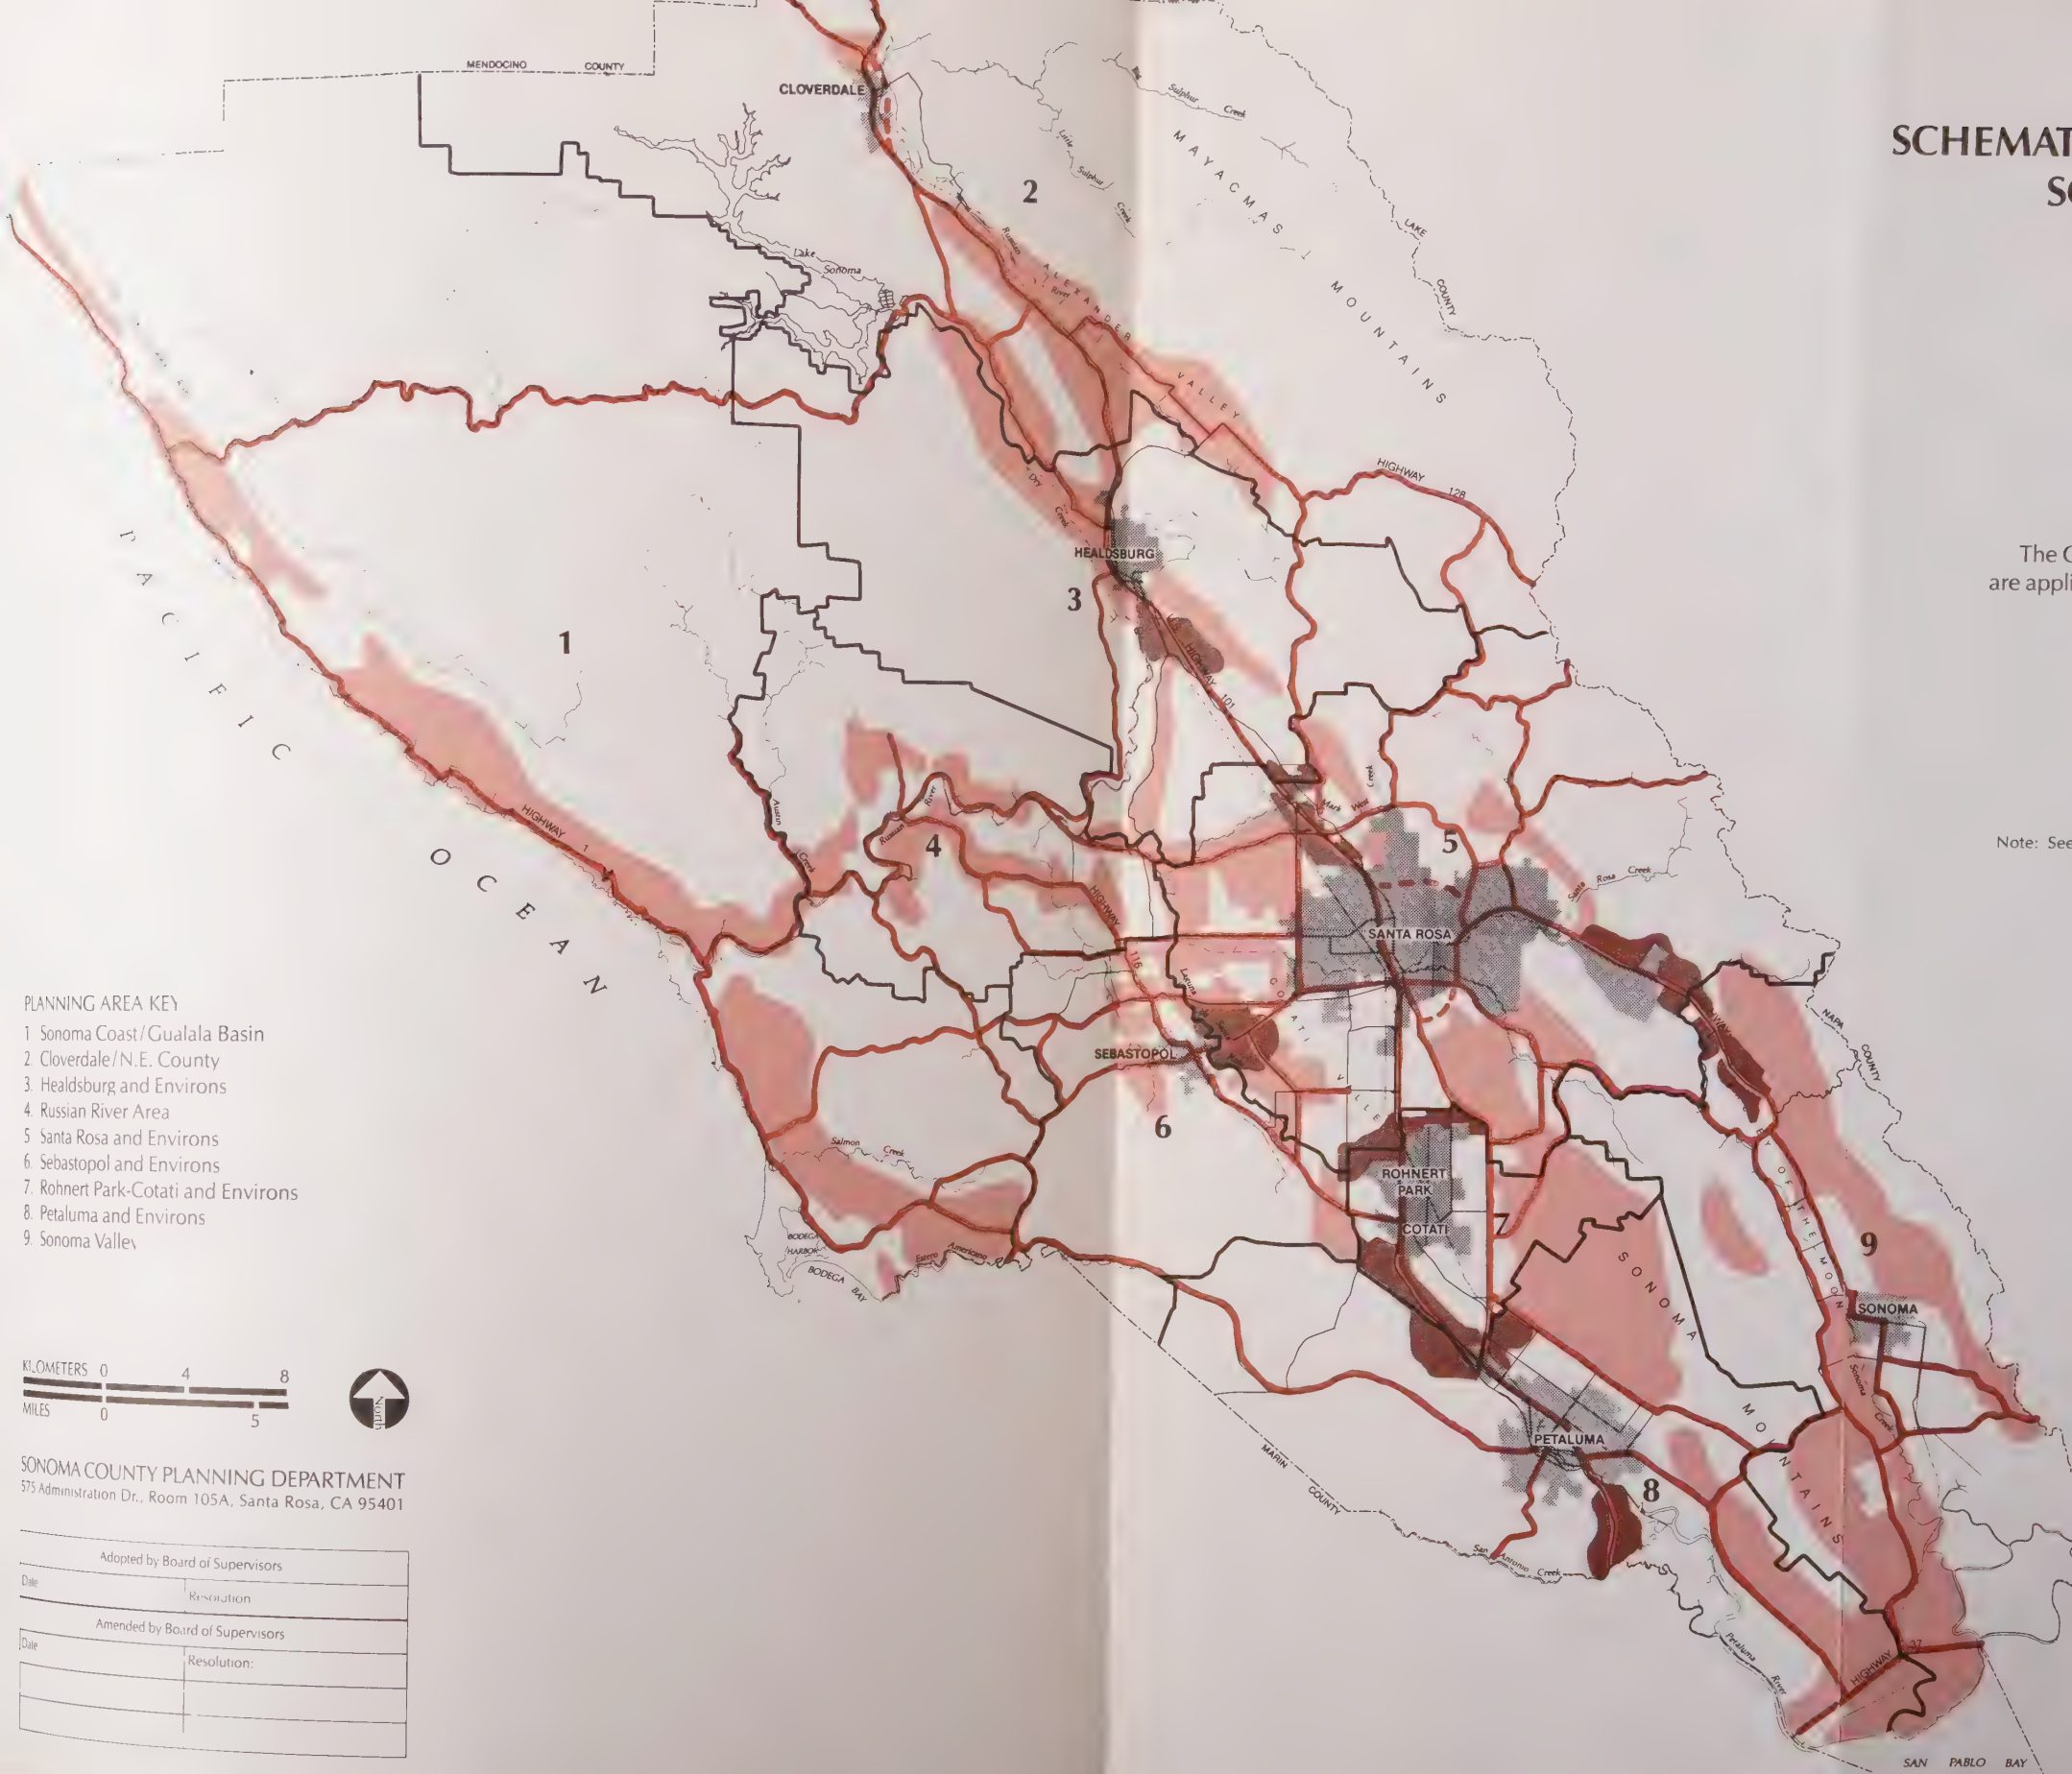 MENDOCINO COUNTY
CLOVERDALE
Big Sulphur Creek
Little Sulphur Creek
MAYACMAS MOUNTAINS
LAKE COUNTY
SCHEMAT
2
Lake Sonoma
Russian River
ALEXANDER VALLEY
HIGHWAY 128
Dry Creek
HEALDSBURG
The
are appli
3
1
HIGHWAY 101
PACIFIC OCEAN
HIGHWAY 1
Austin Creek
Russian River
4
Mark West Creek
5
Note: See
Santa Rosa Creek
HIGHWAY 116
SANTA ROSA
Laguna
COTATI VALLEY
SEBASTOPOL
6
NAPA COUNTY
PLANNING AREA KEY
1 Sonoma Coast/Gualala Basin
2 Cloverdale/N.E. County
3. Healdsburg and Environs
4. Russian River Area
5 Santa Rosa and Environs
6. Sebastopol and Environs
7. Rohnert Park-Cotati and Environs
8. Petaluma and Environs
9. Sonoma Valley
Salmon Creek
ROHNERT
PARK
COTATI
7
OF THE MOON
9
BODEGA
HARBOR
BODEGA BAY
Estero Americano
SONOMA MOUNTAINS
SONOMA
Sonoma Creek
KILOMETERS 0 4 8
MILES 0 5
North
PETALUMA
8
MARIN COUNTY
San Antonio Creek
Petaluma River
HIGHWAY 37
SAN PABLO BAY
SONOMA COUNTY PLANNING DEPARTMENT
575 Administration Dr., Room 105A, Santa Rosa, CA 95401
Adopted by Board of Supervisors
Date Resolution
Amended by Board of Supervisors
Date Resolution: